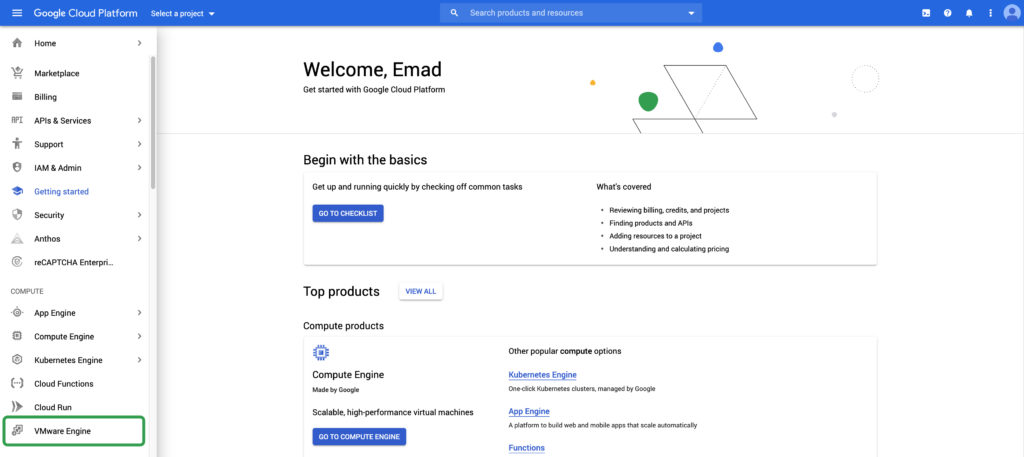 Google Cloud Platform Select a project
Search products and resources
Home
Marketplace
Billing
API APIs & Services
Support
IAM & Admin
Getting started
Security
Anthos
reCAPTCHA Enterpri...
COMPUTE
App Engine
Compute Engine
Kubernetes Engine
Cloud Functions
Cloud Run
VMware Engine
Welcome, Emad
Get started with Google Cloud Platform
Begin with the basics
Get up and running quickly by checking off common tasks
GO TO CHECKLIST
What's covered
• Reviewing billing, credits, and projects
• Finding products and APIs
• Adding resources to a project
• Understanding and calculating pricing
Top products VIEW ALL
Compute products
Compute Engine
Made by Google
Scalable, high-performance virtual machines
GO TO COMPUTE ENGINE
Other popular compute options
Kubernetes Engine
One-click Kubernetes clusters, managed by Google
App Engine
A platform to build web and mobile apps that scale automatically
Functions